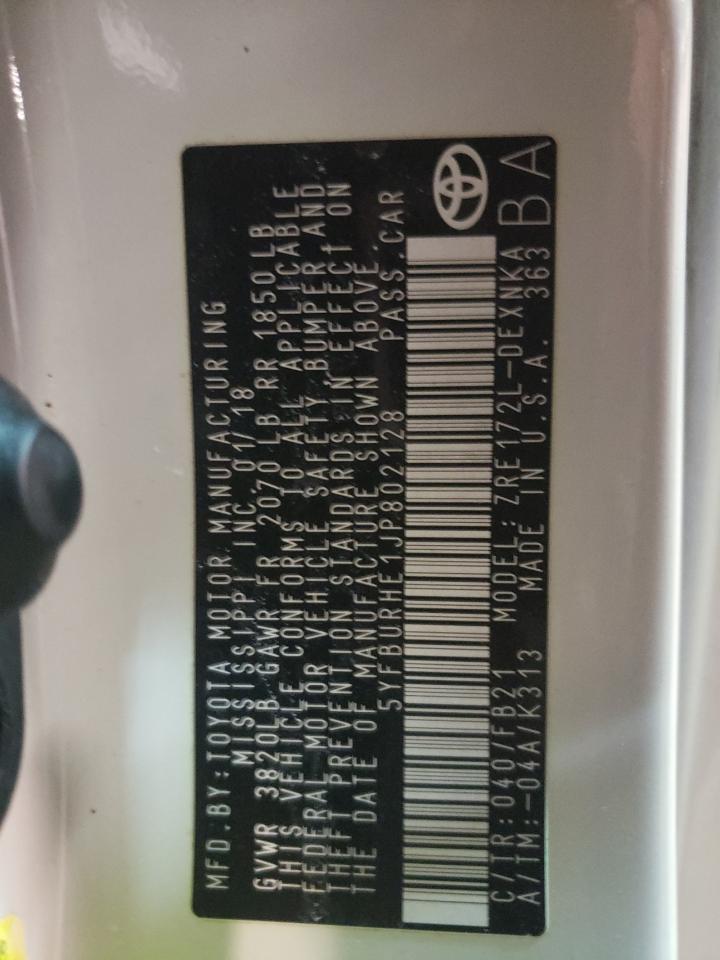 MFD.BY:TOYOTA MOTOR MANUFACTURING
MISSISSIPPI INC. 01/18
GVWR 3820LB GAWR FR 2070LB RR 1850LB
THIS VEHICLE CONFORMS TO ALL APPLICABLE
FEDERAL MOTOR VEHICLE SAFETY, BUMPER AND
THEFT PREVENTION STANDARDS IN EFFECT ON
THE DATE OF MANUFACTURE SHOWN ABOVE.
5YFBURHE1JP802128 PASS.CAR
C/TR:040/FB21 MODEL:ZRE172L-DEXNKA
A/TM:-04A/K313 MADE IN U.S.A. 363
BA